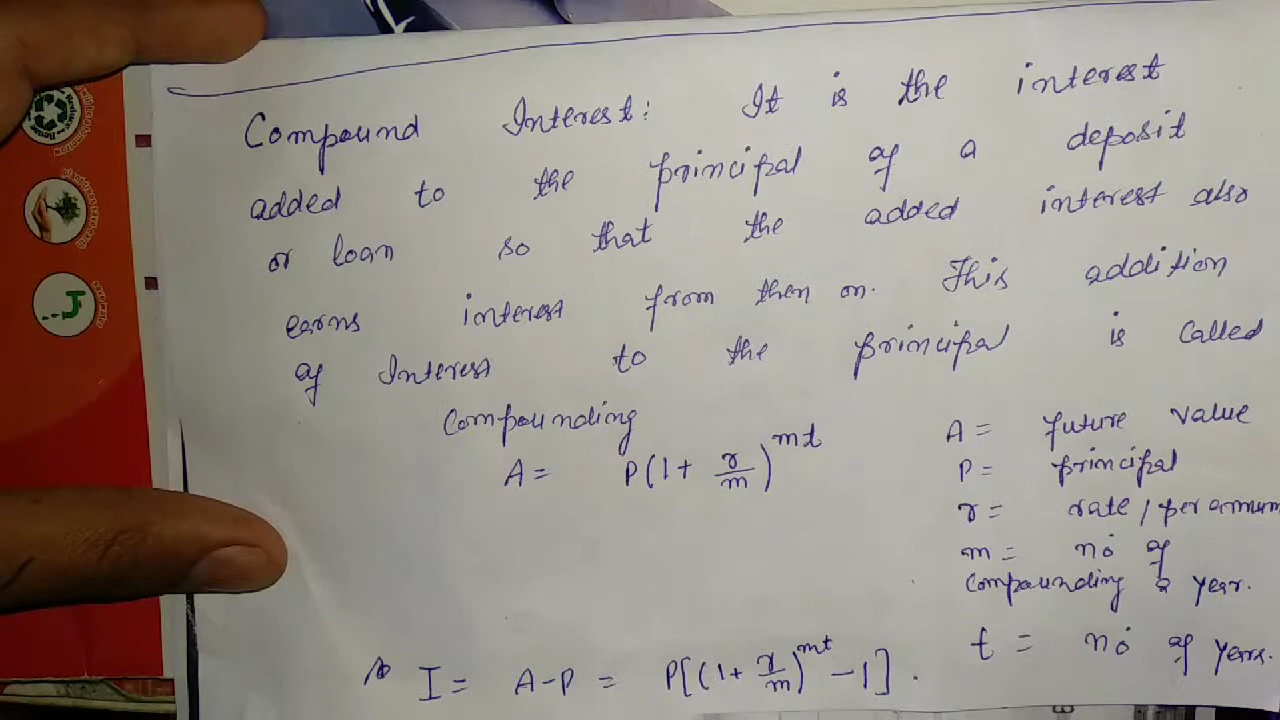 Compound Interest: It is the interest
added to the principal of a deposit
or loan so that the added interest also
earns interest from then on. This addition
of Interest to the principal is called
Compounding
A = P(1 + r/m)^mt
A = future value
P = principal
r = rate / per annum
m = no of
Compounding a year.
t = no of years.
I = A-P = P[(1+ r/m)^mt - 1].